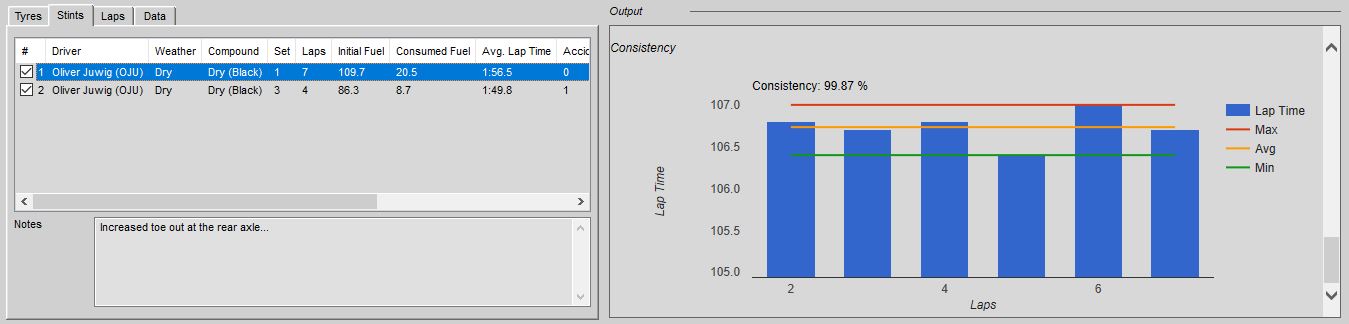 Tyres Stints Laps Data
# Driver Weather Compound Set Laps Initial Fuel Consumed Fuel Avg. Lap Time Accid
1 Oliver Juwig (OJU) Dry Dry (Black) 1 7 109.7 20.5 1:56.5 0
2 Oliver Juwig (OJU) Dry Dry (Black) 3 4 86.3 8.7 1:49.8 1
Notes
Increased toe out at the rear axle...
Output
Consistency
Consistency: 99.87 %
107.0
106.5
106.0
105.5
105.0
Lap Time
2 4 6
Laps
Lap Time
Max
Avg
Min